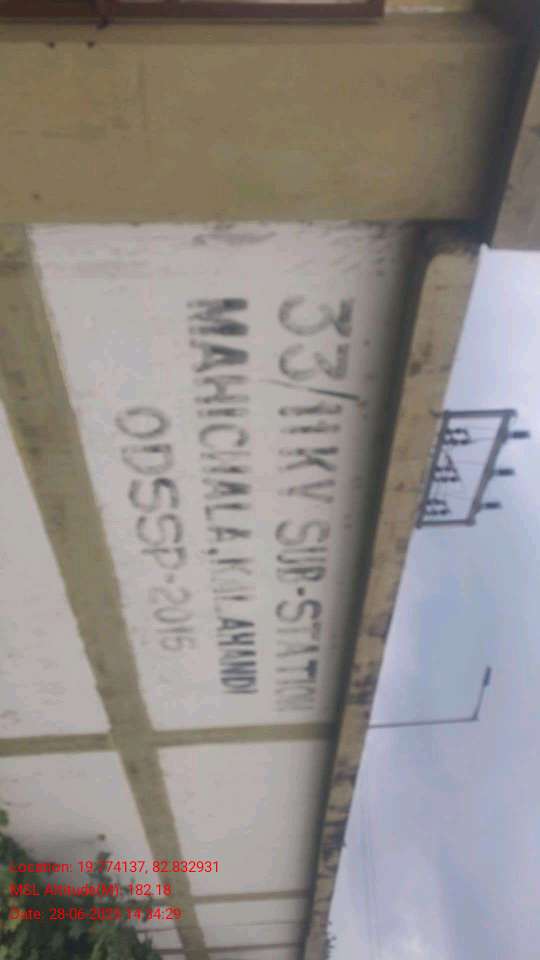 33/11KV SUB-STATION
MAHICHALA, KALAHANDI
ODSSP-2016
Location: 19.774137, 82.832931
MSL Altitude(M): 182.18
Date: 28-06-2023 14:34:29